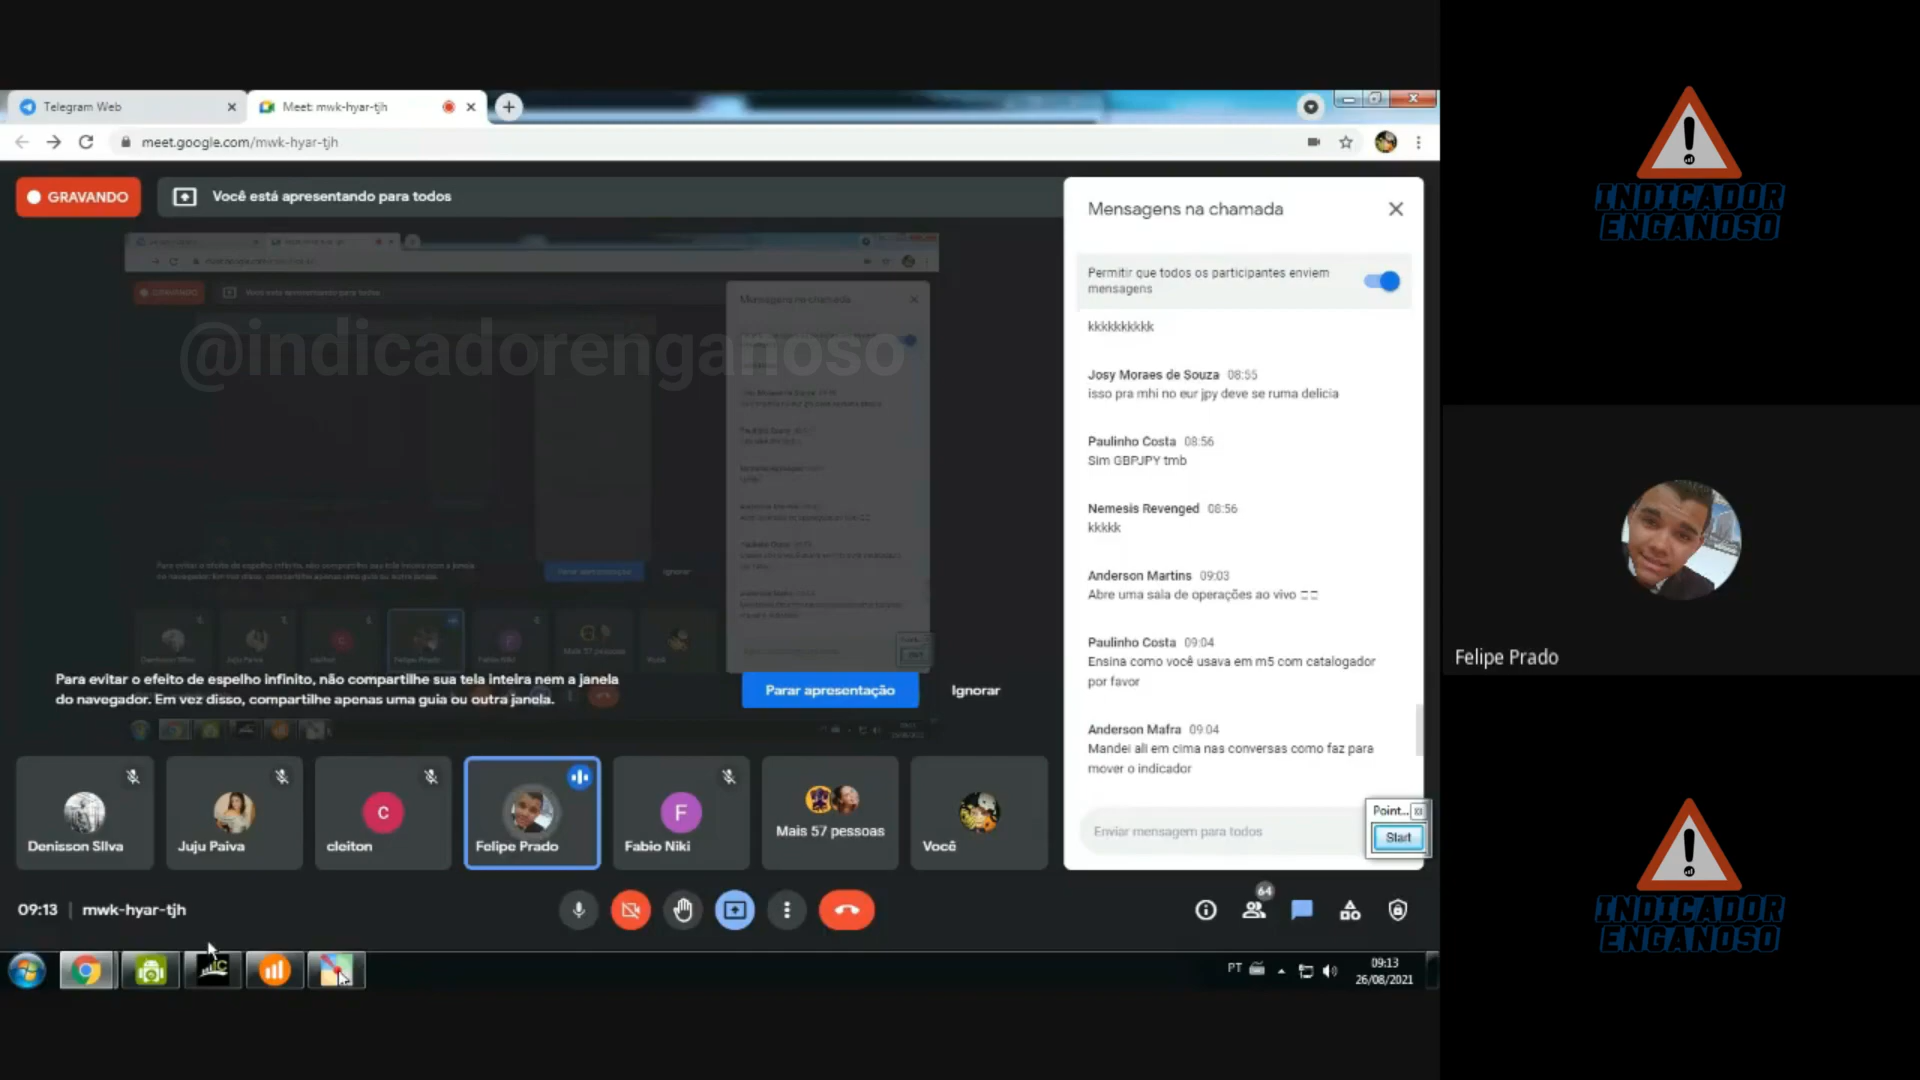 Telegram Web
Meet: mwk-hyar-tjh
meet.google.com/mwk-hyar-tjh
GRAVANDO
Você está apresentando para todos
@indicadorenganoso
Para evitar o efeito de espelho infinito, não compartilhe sua tela inteira nem a janela
do navegador. Em vez disso, compartilhe apenas uma guia ou outra janela.
Parar apresentação
Ignorar
Denisson SIlva
Juju Paiva
c
cleiton
Felipe Prado
F
Fabio Niki
Mais 57 pessoas
Você
Mensagens na chamada
Permitir que todos os participantes enviem
mensagens
kkkkkkkkkk
Josy Moraes de Souza 08:55
isso pra mhi no eur jpy deve se ruma delicia
Paulinho Costa 08:56
Sim GBPJPY tmb
Nemesis Revenged 08:56
kkkkk
Anderson Martins 09:03
Abre uma sala de operações ao vivo
Paulinho Costa 09:04
Ensina como você usava em m5 com catalogador
por favor
Anderson Mafra 09:04
Mandei ali em cima nas conversas como faz para
mover o indicador
Enviar mensagem para todos
Point...
Start
09:13 | mwk-hyar-tjh
64
IC
PT
09:13
26/08/2021
INDICADOR
ENGANOSO
Felipe Prado
INDICADOR
ENGANOSO